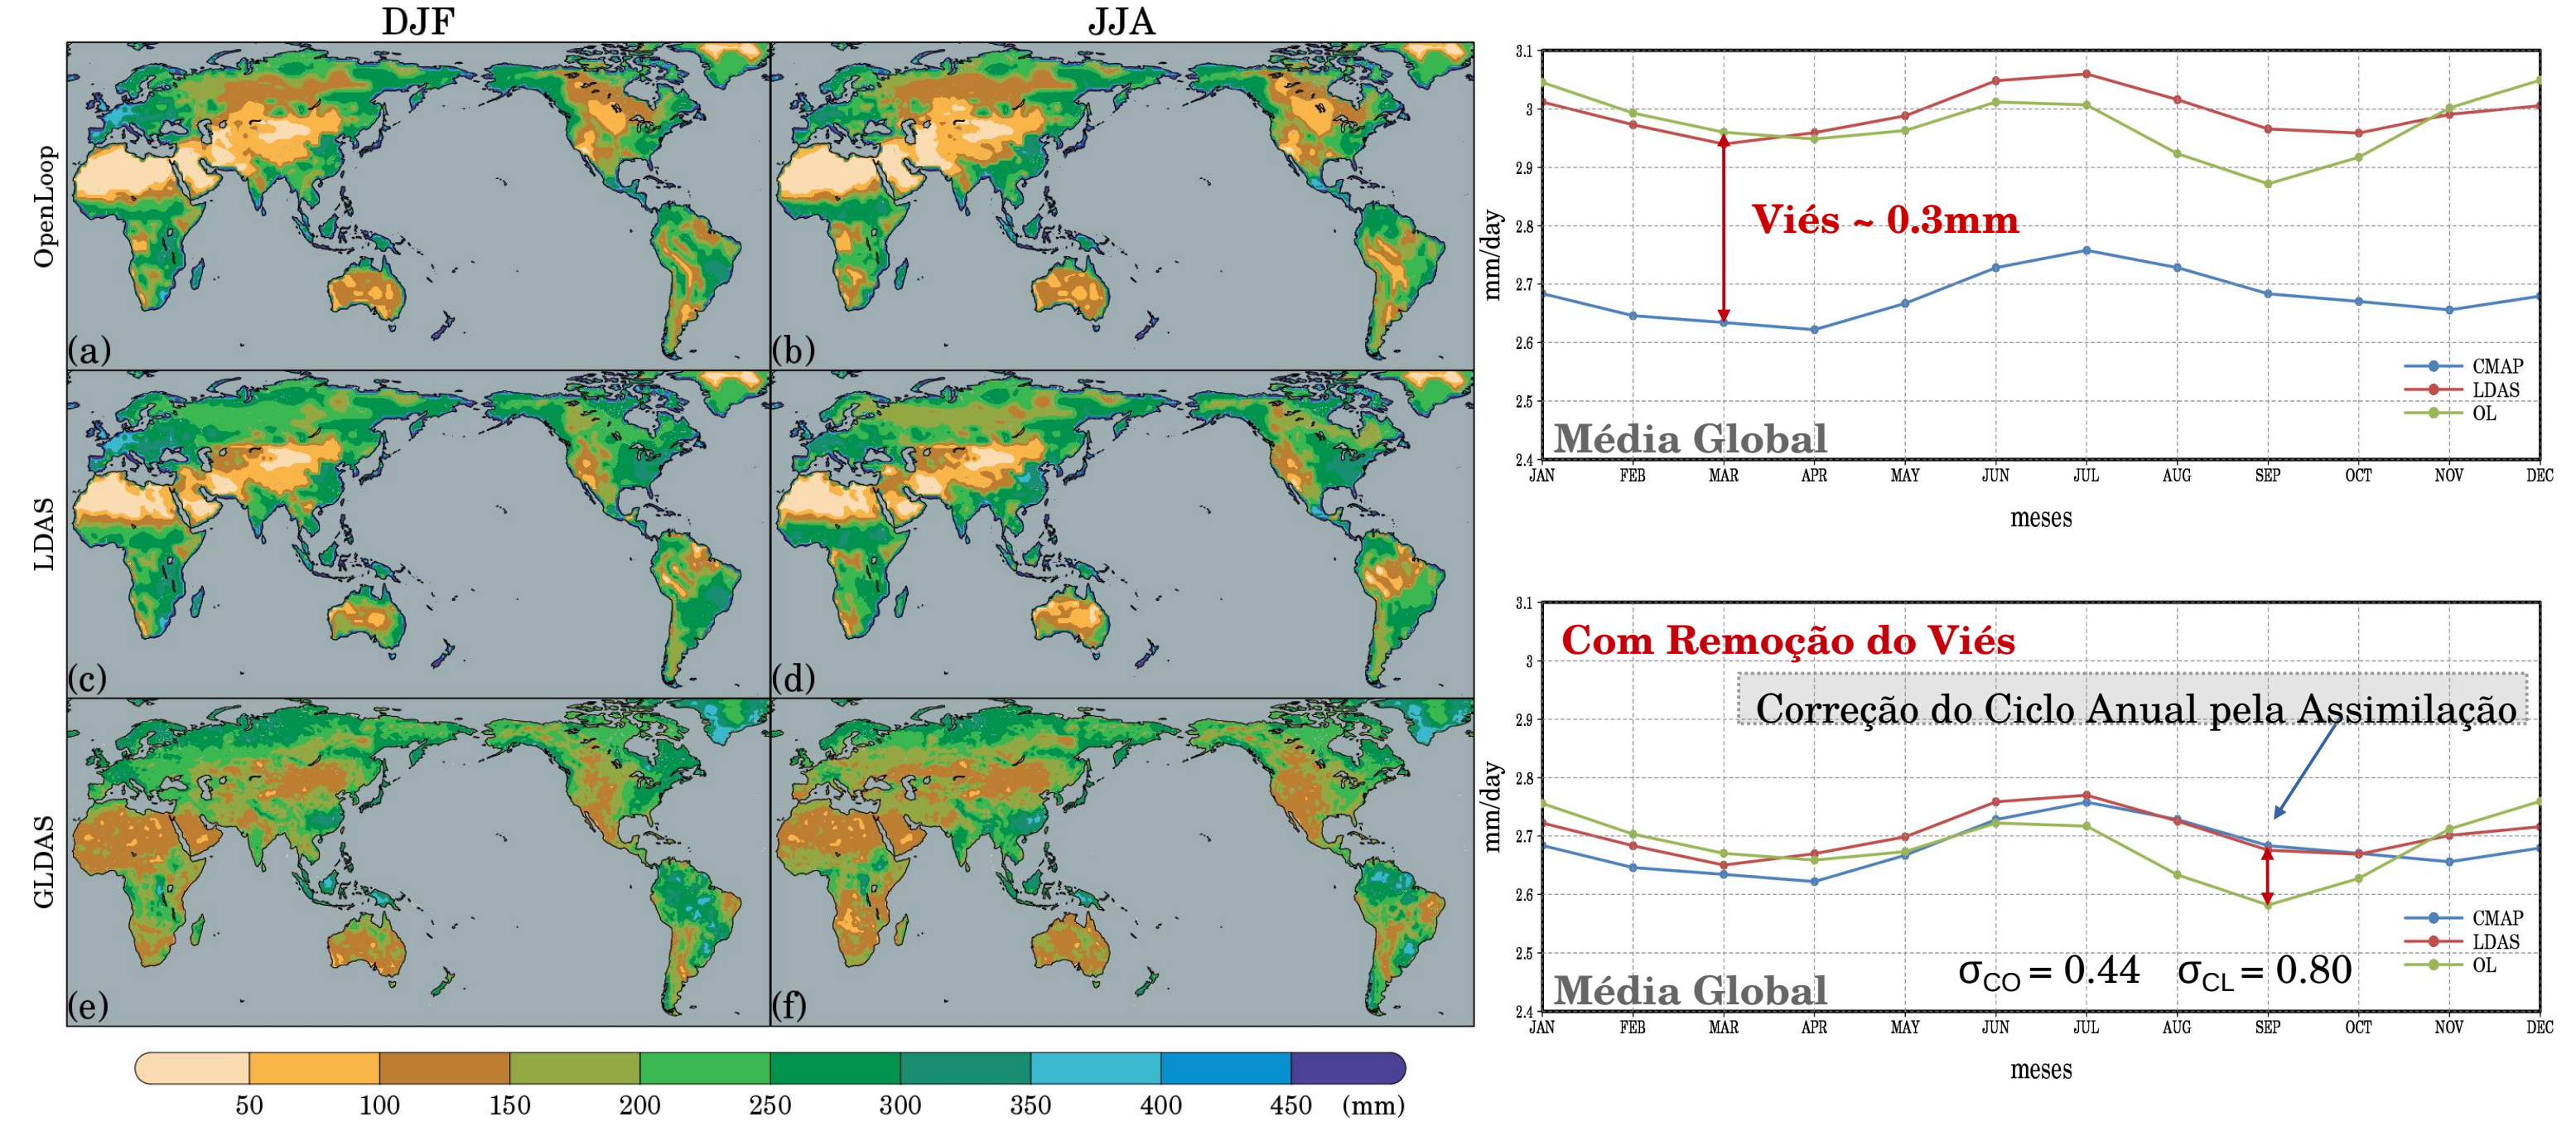 DJF
JJA
OpenLoop
(a)
(b)
LDAS
(c)
(d)
GLDAS
(e)
(f)
50 100 150 200 250 300 350 400 450 (mm)
3.1
3
2.9
2.8
2.7
2.6
2.5
2.4
mm/day
Viés ~ 0.3mm
CMAP
LDAS
OL
Média Global
JAN FEB MAR APR MAY JUN JUL AUG SEP OCT NOV DEC
meses
3.1
3
2.9
2.8
2.7
2.6
2.5
2.4
mm/day
Com Remoção do Viés
Correção do Ciclo Anual pela Assimilação
CMAP
LDAS
OL
σCO = 0.44 σCL = 0.80
Média Global
JAN FEB MAR APR MAY JUN JUL AUG SEP OCT NOV DEC
meses